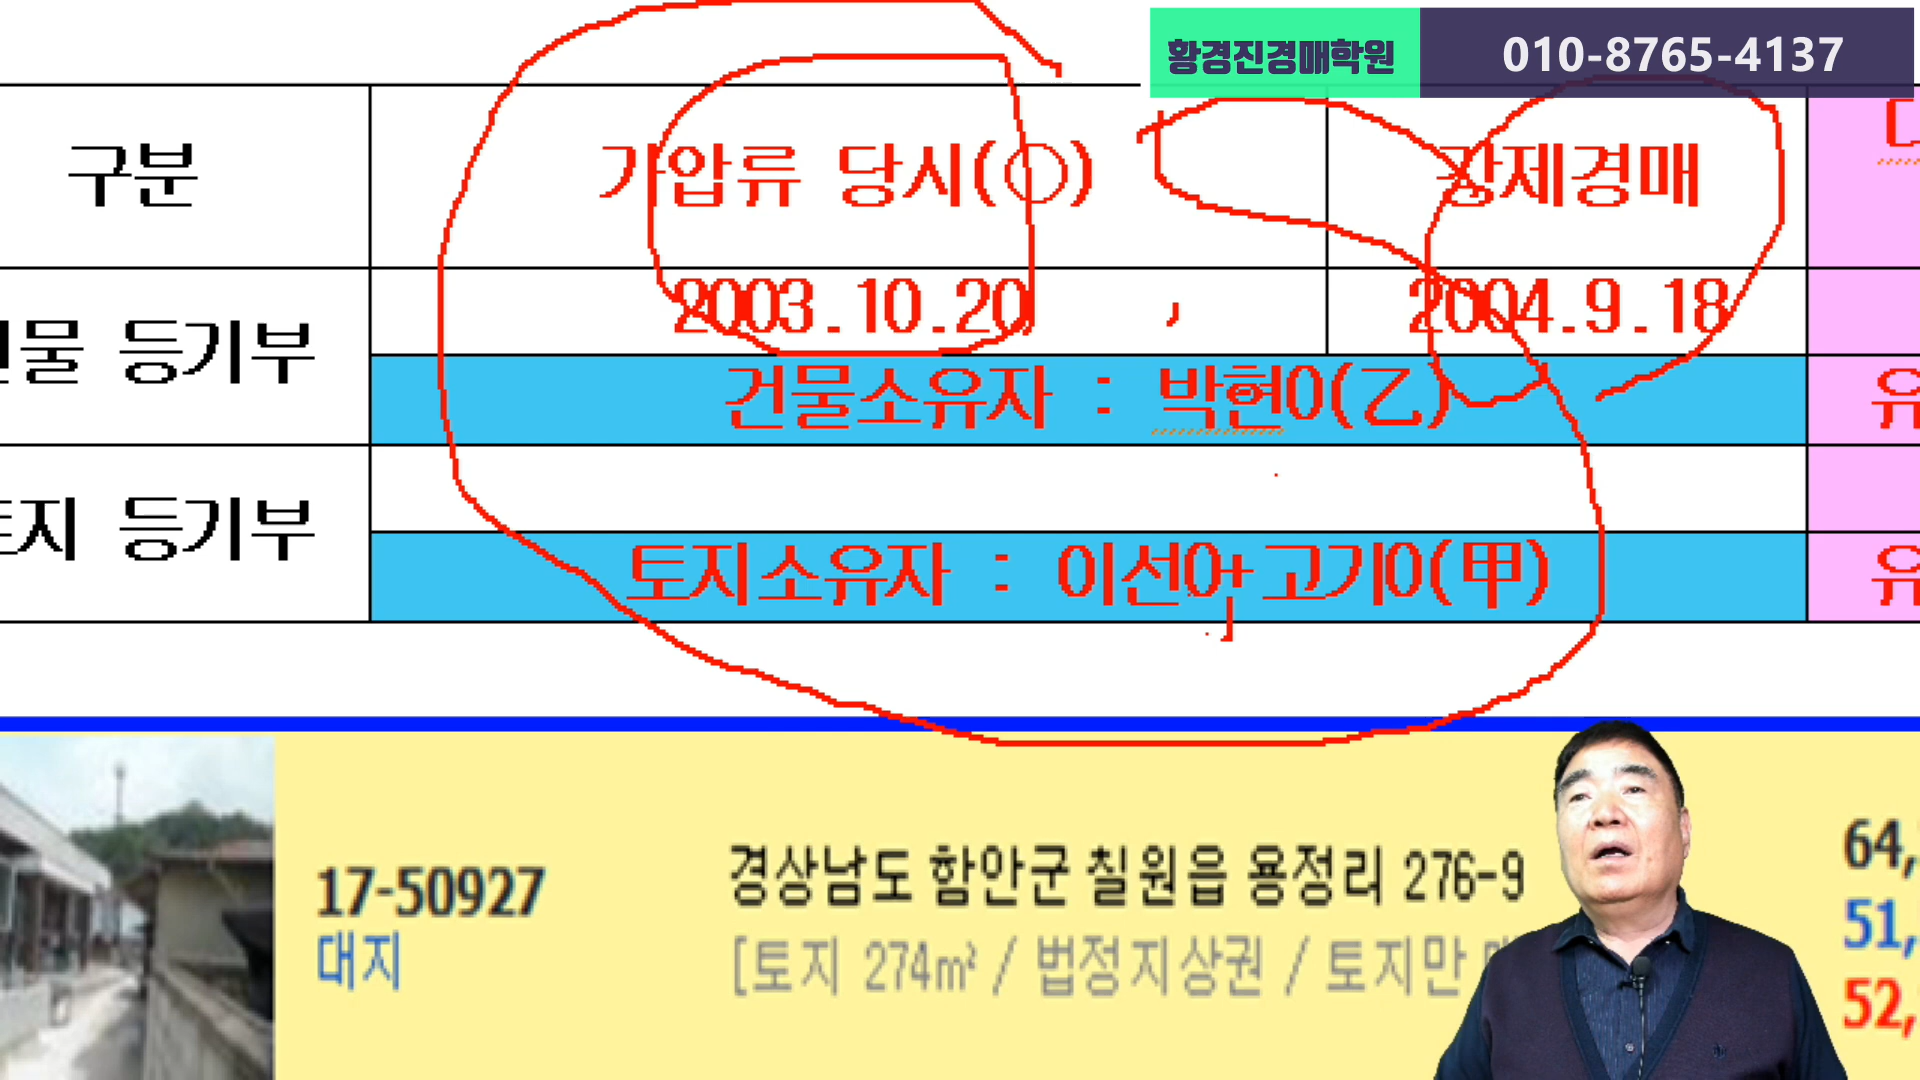 황경진경매학원 010-8765-4137
구분 가압류 당시(○) 강제경매
물 등기부 2003.10.20 , 2004.9.18
건물소유자 : 박현0(乙) 유
지 등기부
토지소유자 : 이선0+고기0(甲) 유
17-50927 경상남도 함안군 칠원읍 용정리 276-9 64,
대지 [토지 274㎡ / 법정지상권 / 토지만 51,
52,